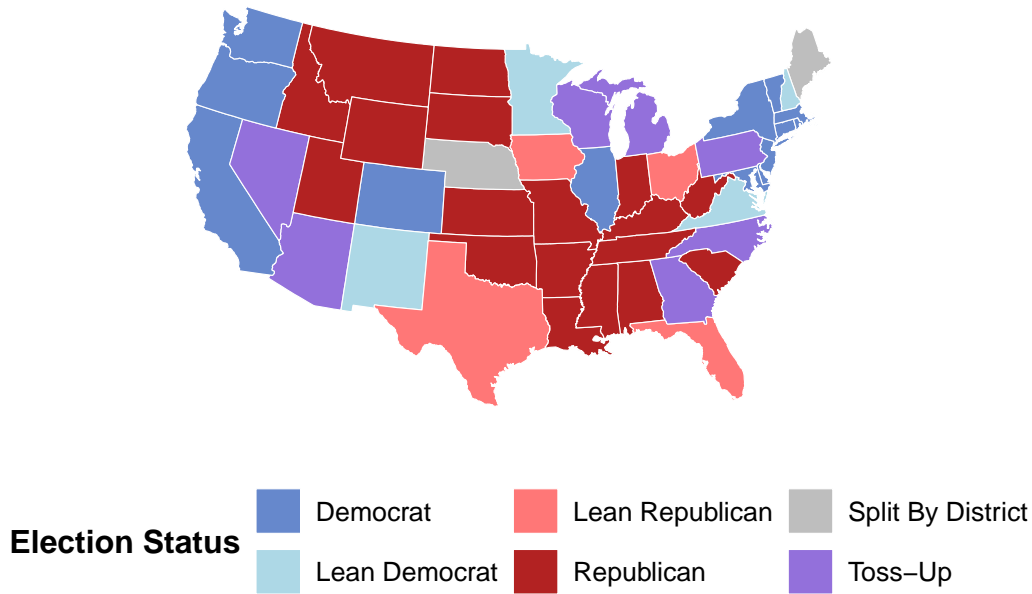 Election Status
Democrat
Lean Democrat
Lean Republican
Republican
Split By District
Toss−Up